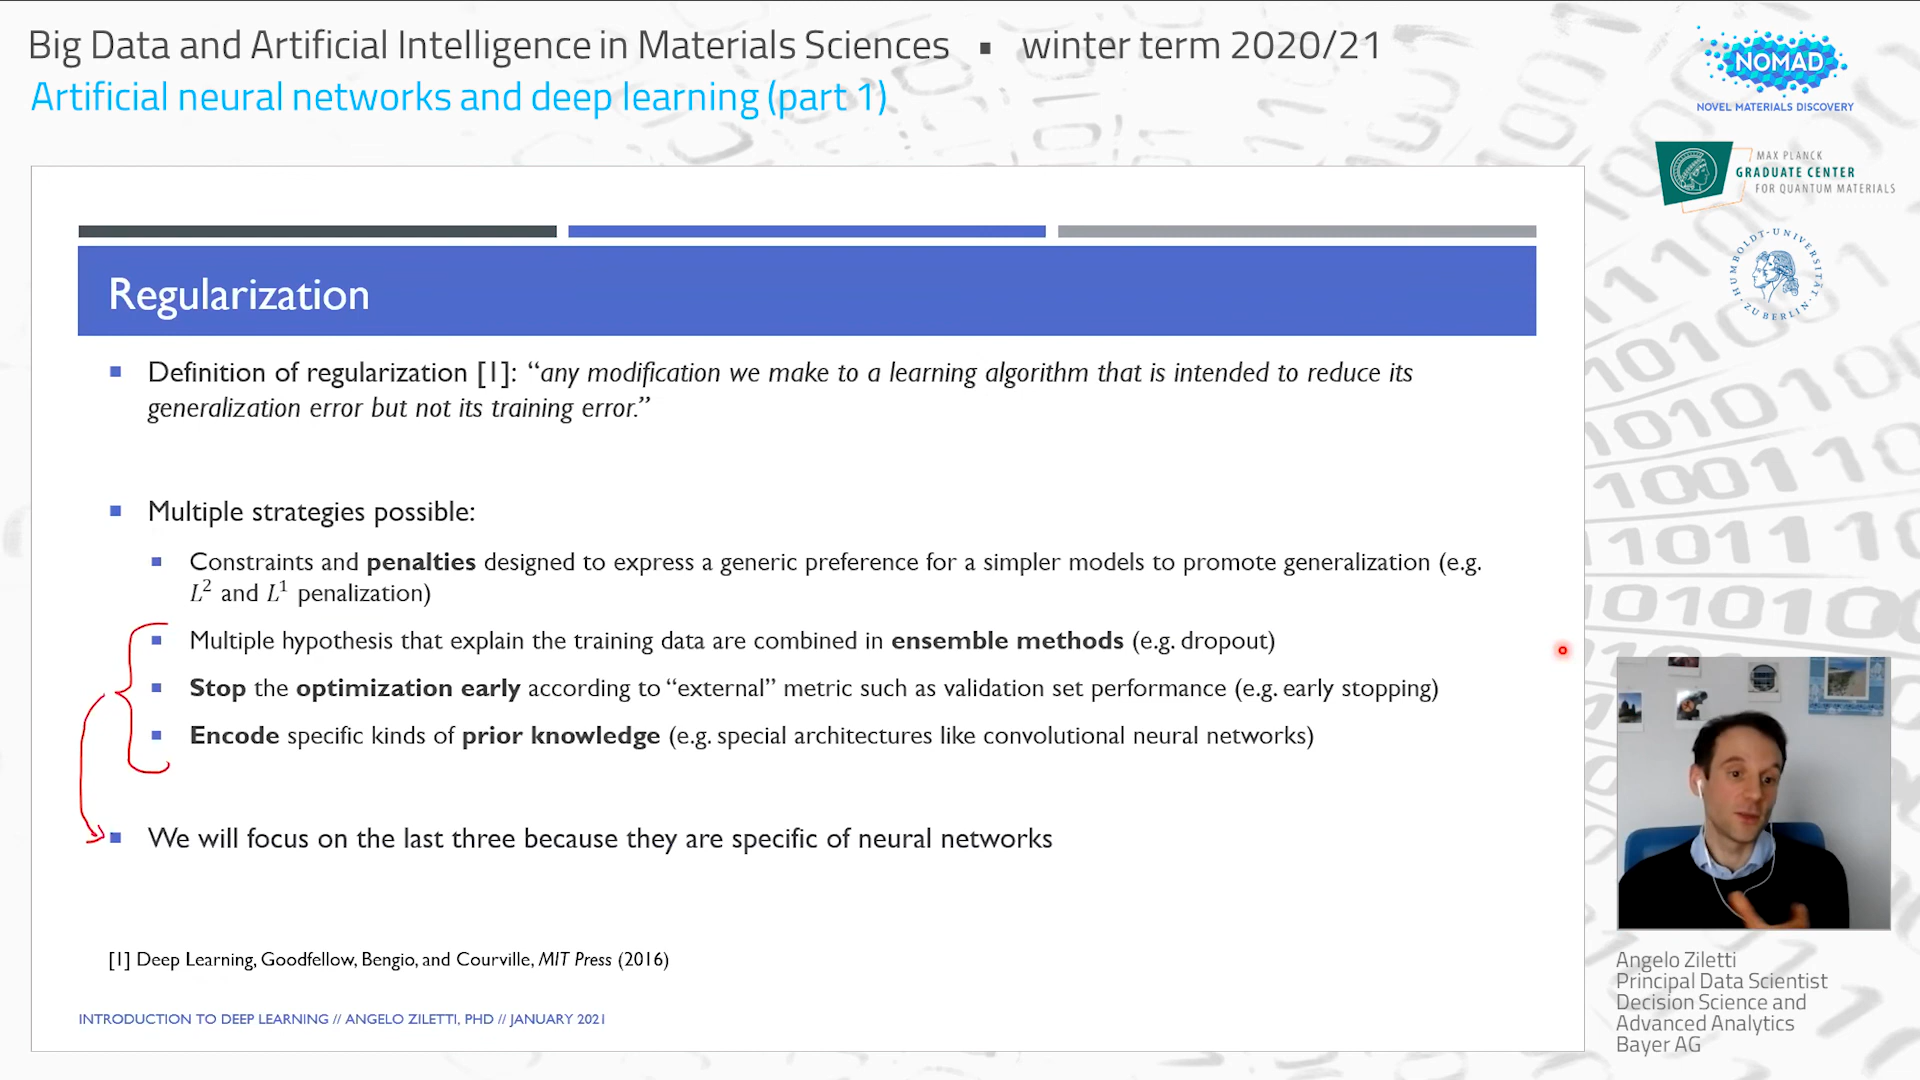 Big Data and Artificial Intelligence in Materials Sciences ▪ winter term 2020/21
Artificial neural networks and deep learning (part 1)
NOMAD
NOVEL MATERIALS DISCOVERY
MAX PLANCK
GRADUATE CENTER
FOR QUANTUM MATERIALS
HUMBOLDT-UNIVERSITÄT ZU BERLIN
Regularization
▪ Definition of regularization [1]: “any modification we make to a learning algorithm that is intended to reduce its
generalization error but not its training error.”
▪ Multiple strategies possible:
▪ Constraints and penalties designed to express a generic preference for a simpler models to promote generalization (e.g.
L² and L¹ penalization)
▪ Multiple hypothesis that explain the training data are combined in ensemble methods (e.g. dropout)
▪ Stop the optimization early according to “external” metric such as validation set performance (e.g. early stopping)
▪ Encode specific kinds of prior knowledge (e.g. special architectures like convolutional neural networks)
▪ We will focus on the last three because they are specific of neural networks
[1] Deep Learning, Goodfellow, Bengio, and Courville, MIT Press (2016)
INTRODUCTION TO DEEP LEARNING // ANGELO ZILETTI, PHD // JANUARY 2021
Angelo Ziletti
Principal Data Scientist
Decision Science and
Advanced Analytics
Bayer AG